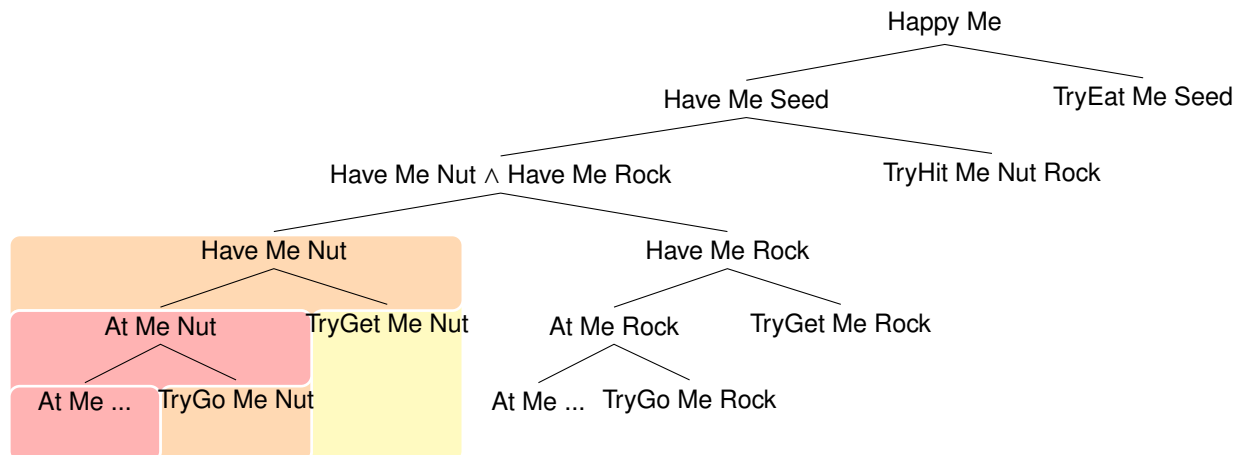 Happy Me
Have Me Seed
TryEat Me Seed
Have Me Nut ∧ Have Me Rock
TryHit Me Nut Rock
Have Me Nut
Have Me Rock
At Me Nut
TryGet Me Nut
At Me Rock
TryGet Me Rock
At Me ...
TryGo Me Nut
At Me ...
TryGo Me Rock